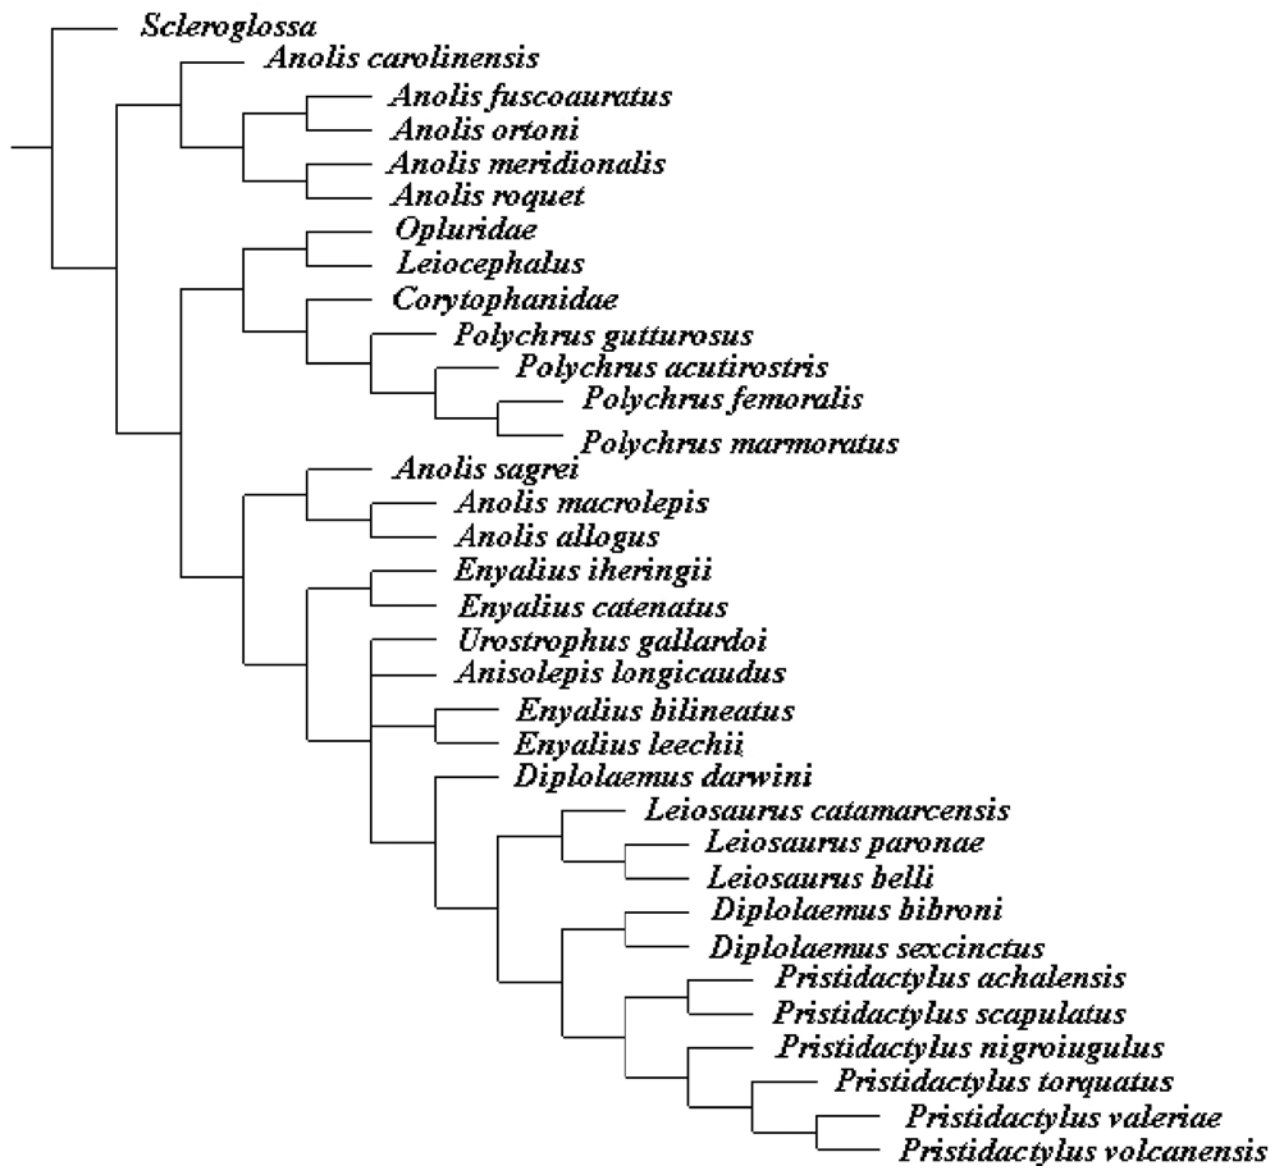 Scleroglossa
Anolis carolinensis
Anolis fuscoauratus
Anolis ortoni
Anolis meridionalis
Anolis roquet
Opluridae
Leiocephalus
Corytophanidae
Polychrus gutturosus
Polychrus acutirostris
Polychrus femoralis
Polychrus marmoratus
Anolis sagrei
Anolis macrolepis
Anolis allogus
Enyalius iheringii
Enyalius catenatus
Urostrophus gallardoi
Anisolepis longicaudus
Enyalius bilineatus
Enyalius leechii
Diplolaemus darwini
Leiosaurus catamarcensis
Leiosaurus paronae
Leiosaurus belli
Diplolaemus bibroni
Diplolaemus sexcinctus
Pristidactylus achalensis
Pristidactylus scapulatus
Pristidactylus nigroiugulus
Pristidactylus torquatus
Pristidactylus valeriae
Pristidactylus volcanensis